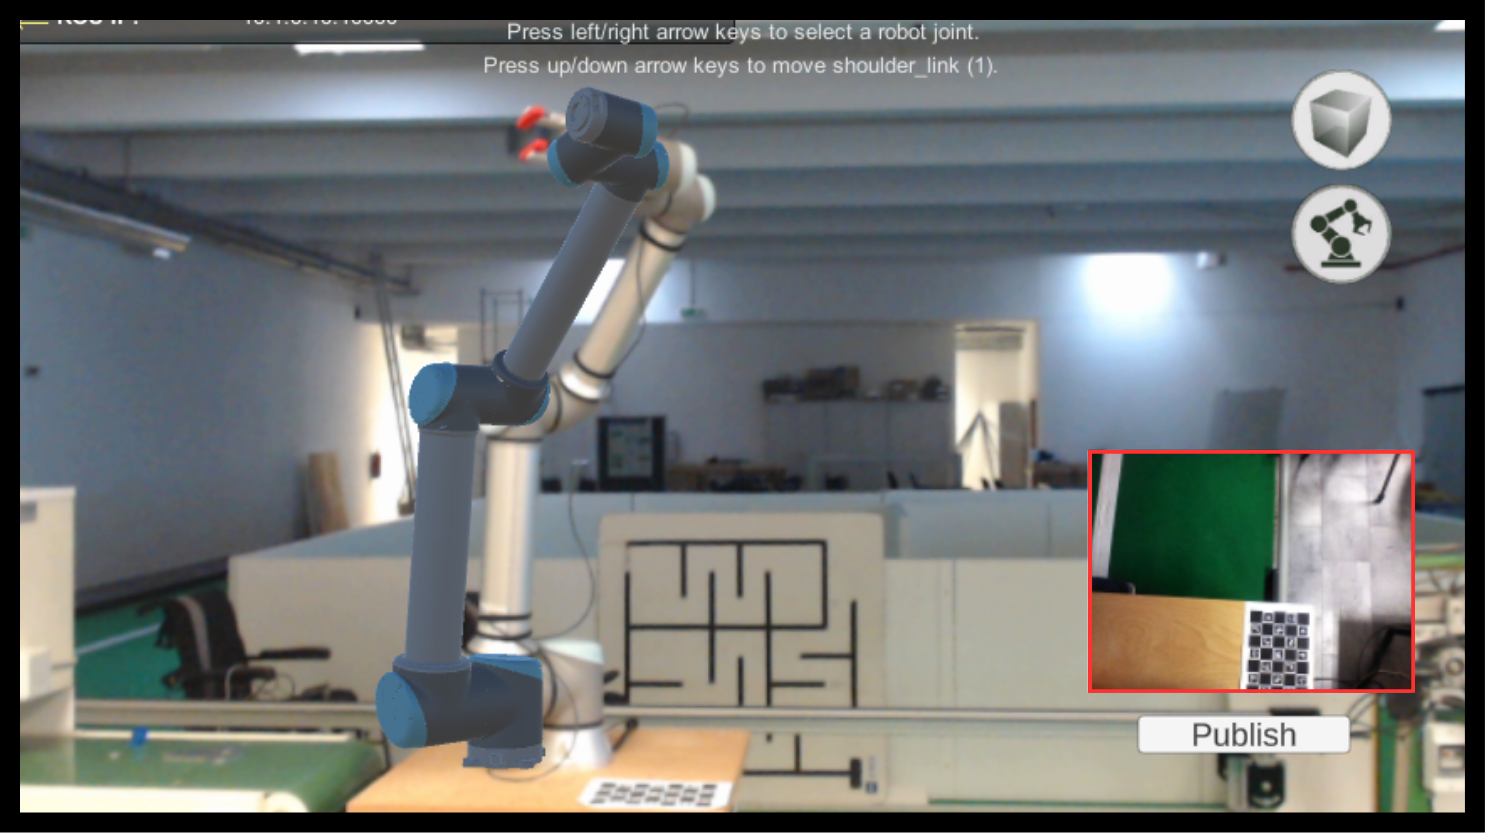 Press left/right arrow keys to select a robot joint.
Press up/down arrow keys to move shoulder_link (1).
Publish